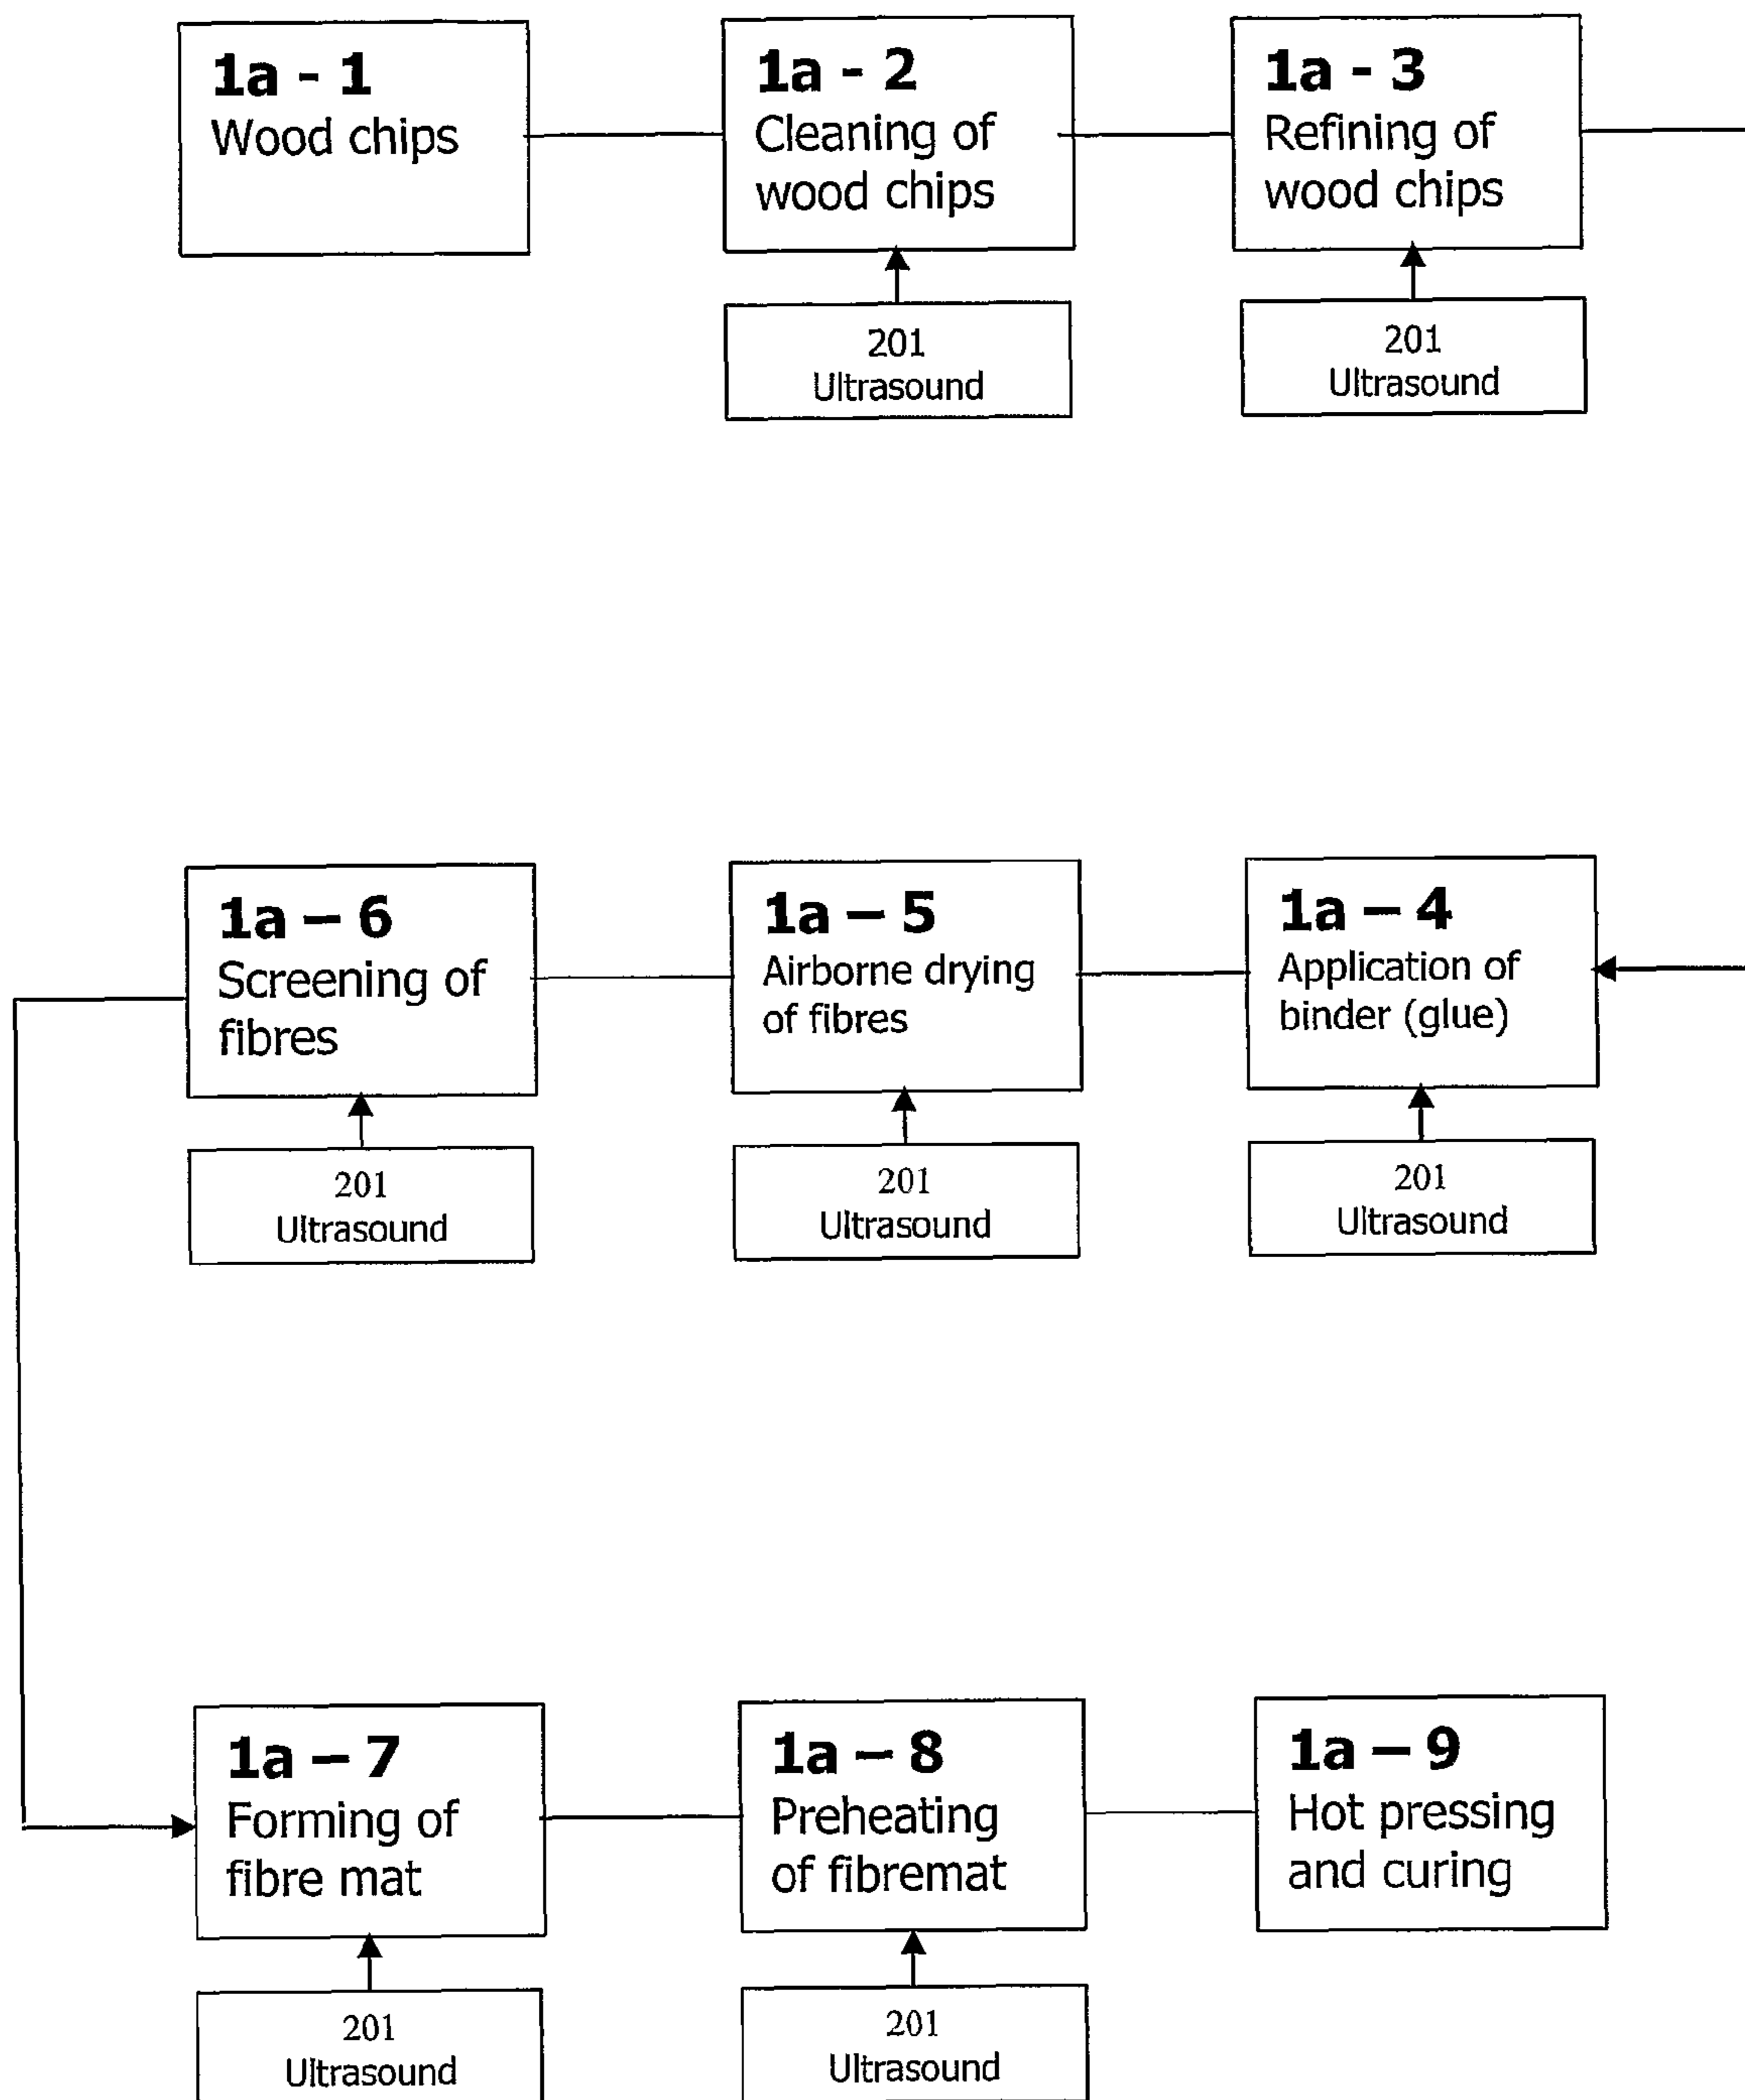 1a - 1
Wood chips
1a - 2
Cleaning of
wood chips
1a - 3
Refining of
wood chips
201
Ultrasound
201
Ultrasound
1a – 6
Screening of
fibres
1a – 5
Airborne drying
of fibres
1a – 4
Application of
binder (glue)
201
Ultrasound
201
Ultrasound
201
Ultrasound
1a – 7
Forming of
fibre mat
1a – 8
Preheating
of fibremat
1a – 9
Hot pressing
and curing
201
Ultrasound
201
Ultrasound